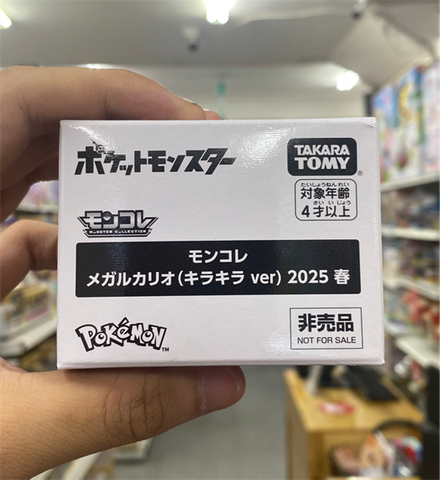 ポケットモンスター
TAKARA
TOMY
®
たいしょうねんれい
対象年齢
さい いじょう
4才以上
モンコレ
MONSTER COLLECTION
モンコレ
メガルカリオ(キラキラ ver) 2025 春
POKÉMON
TM
非売品
NOT FOR SALE